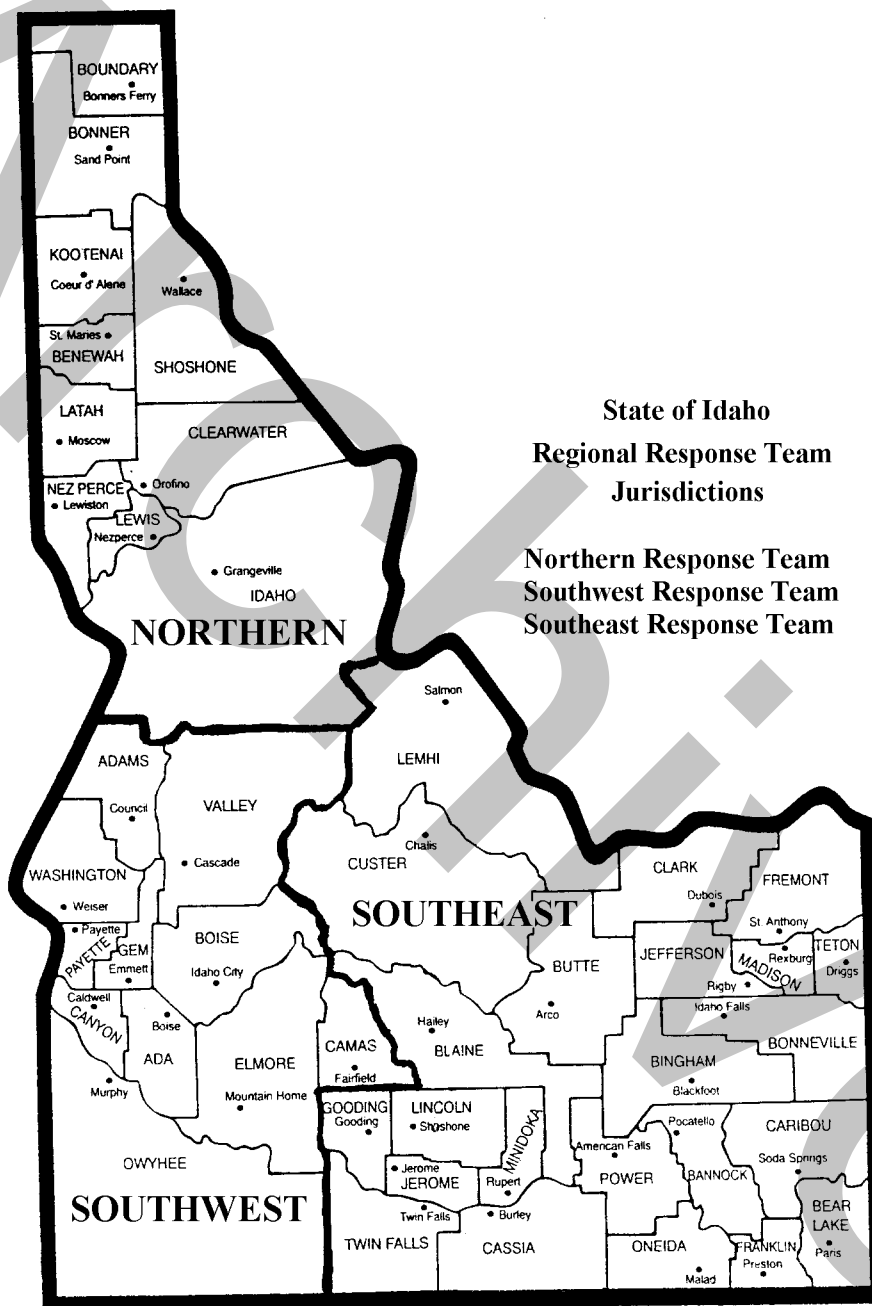 BOUNDARY
Bonners Ferry
BONNER
Sand Point
KOOTENAI
Coeur d' Alene
Wallace
St. Maries
BENEWAH
SHOSHONE
LATAH
Moscow
CLEARWATER
NEZ PERCE
Lewiston
Orofino
LEWIS
Nezperce
Grangeville
IDAHO
NORTHERN
State of Idaho
Regional Response Team
Jurisdictions
Northern Response Team
Southwest Response Team
Southeast Response Team
Salmon
LEMHI
ADAMS
Council
VALLEY
Cascade
WASHINGTON
Weiser
Payette
PAYETTE
GEM
Emmett
BOISE
Idaho City
Caldwell
CANYON
Boise
ADA
Murphy
ELMORE
Mountain Home
OWYHEE
SOUTHWEST
CUSTER
Chalis
SOUTHEAST
CLARK
Dubois
FREMONT
St. Anthony
BUTTE
Arco
JEFFERSON
Rigby
MADISON
Rexburg
TETON
Driggs
Idaho Falls
BONNEVILLE
Hailey
BLAINE
CAMAS
Fairfield
BINGHAM
Blackfoot
GOODING
Gooding
LINCOLN
Shoshone
MINIDOKA
Jerome
JEROME
Rupert
Twin Falls
TWIN FALLS
Burley
CASSIA
American Falls
POWER
Pocatello
BANNOCK
CARIBOU
Soda Springs
ONEIDA
Malad
FRANKLIN
Preston
BEAR
LAKE
Paris